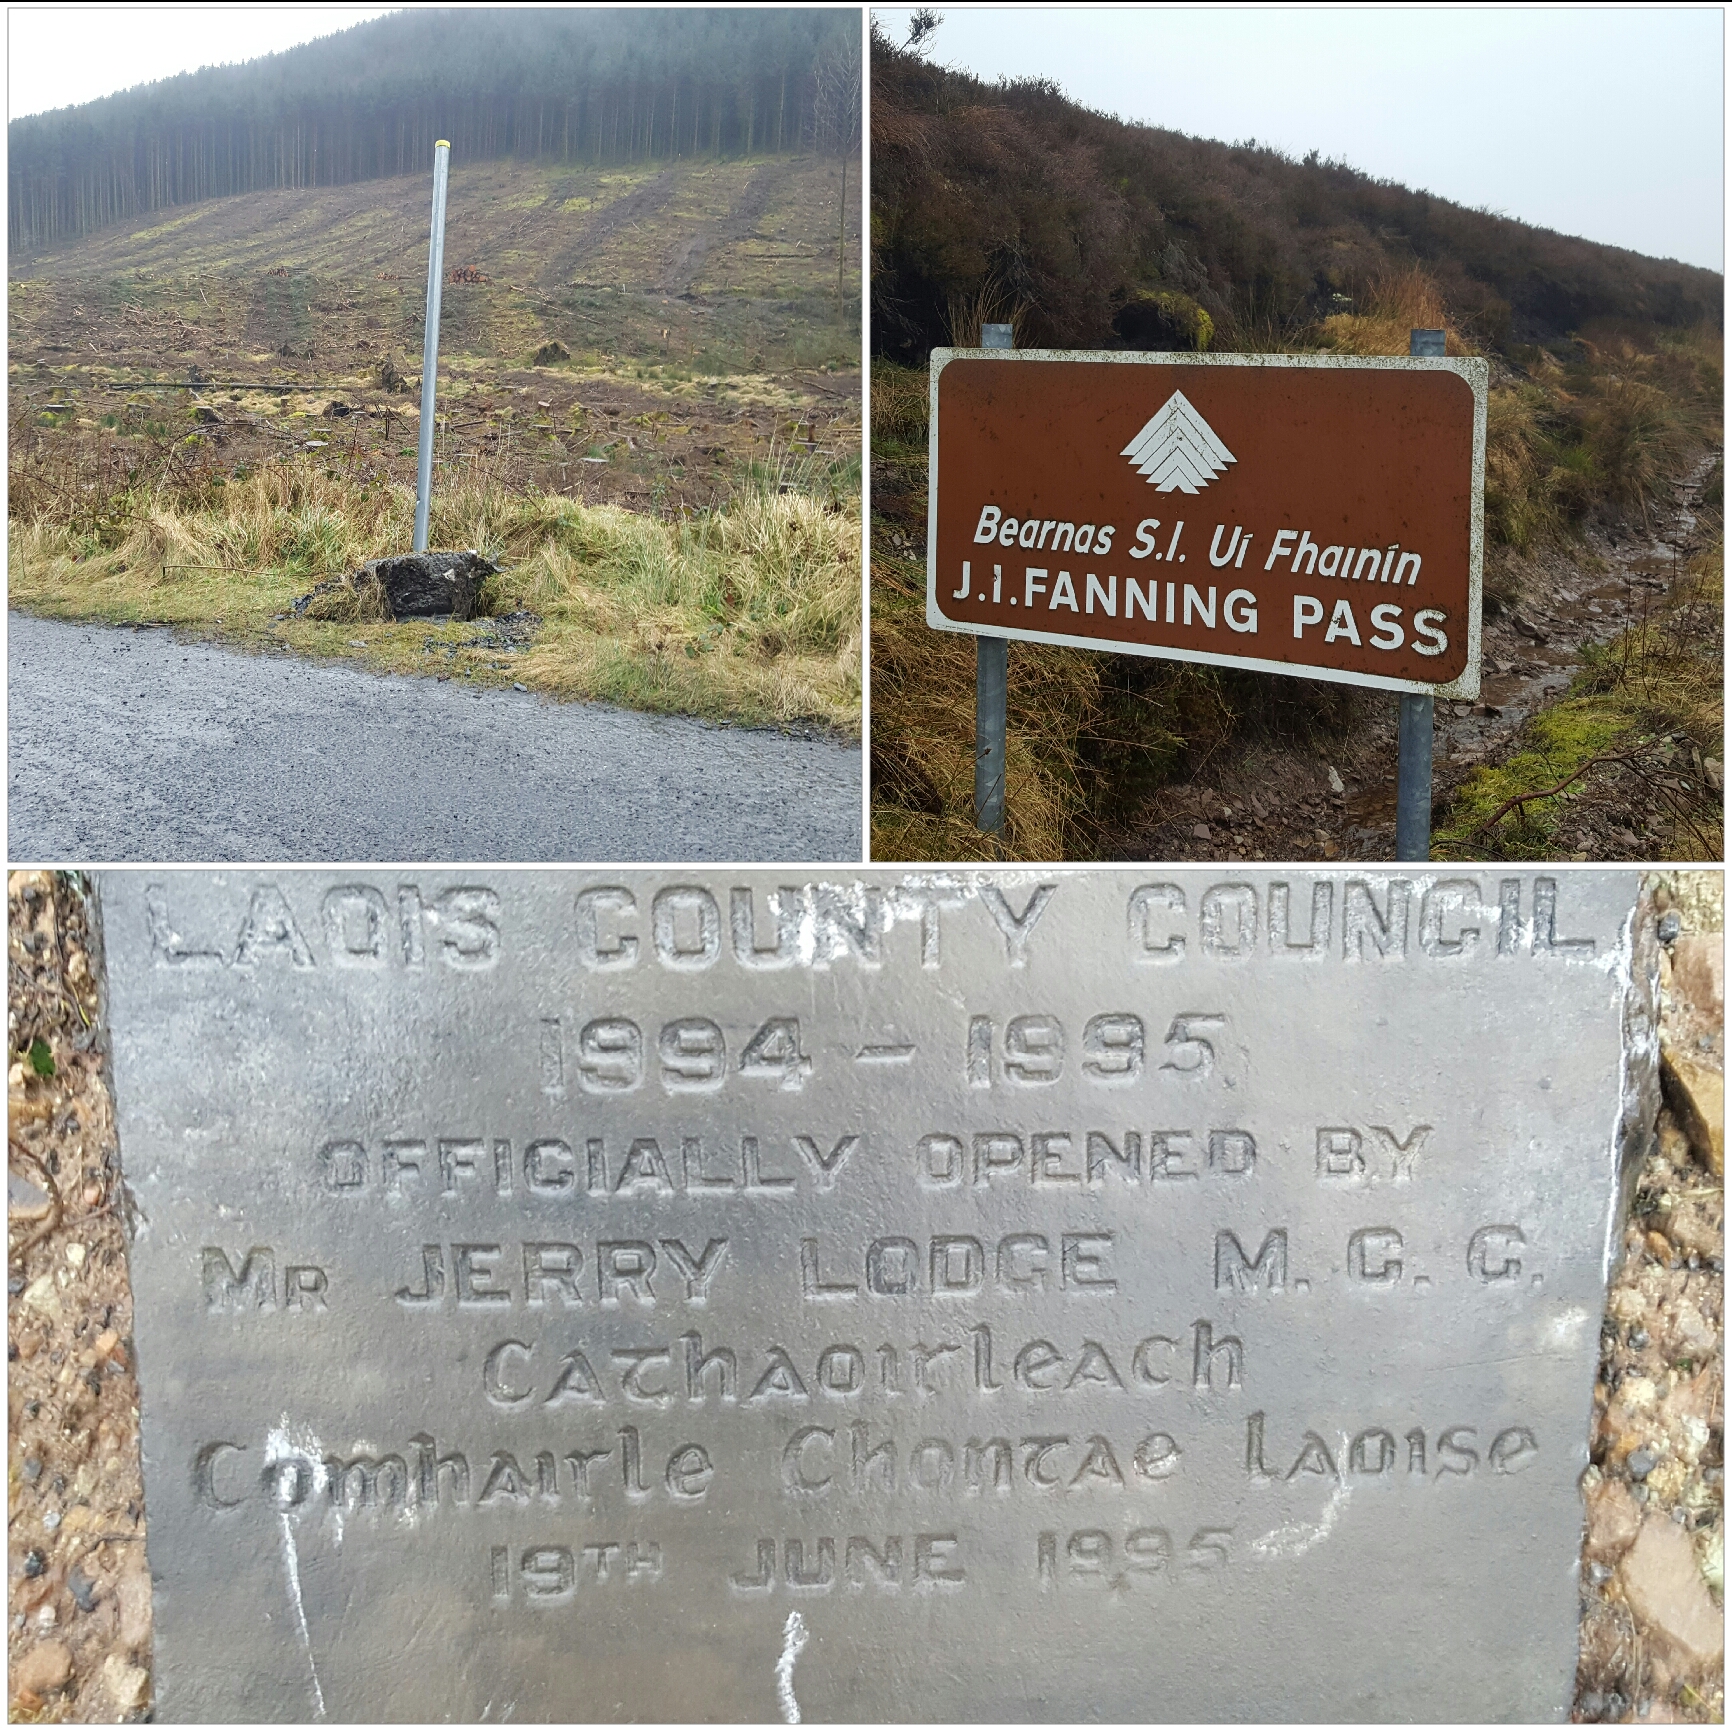 Bearnas S.I. Uí Fhaınín
J.I.FANNING PASS
LAOIS COUNTY COUNCIL
1994 - 1995
OFFICIALLY OPENED BY
MR JERRY LODGE M.C.C.
Cathaoirleach
Comhairle Chontae Laoise
19TH JUNE 1995